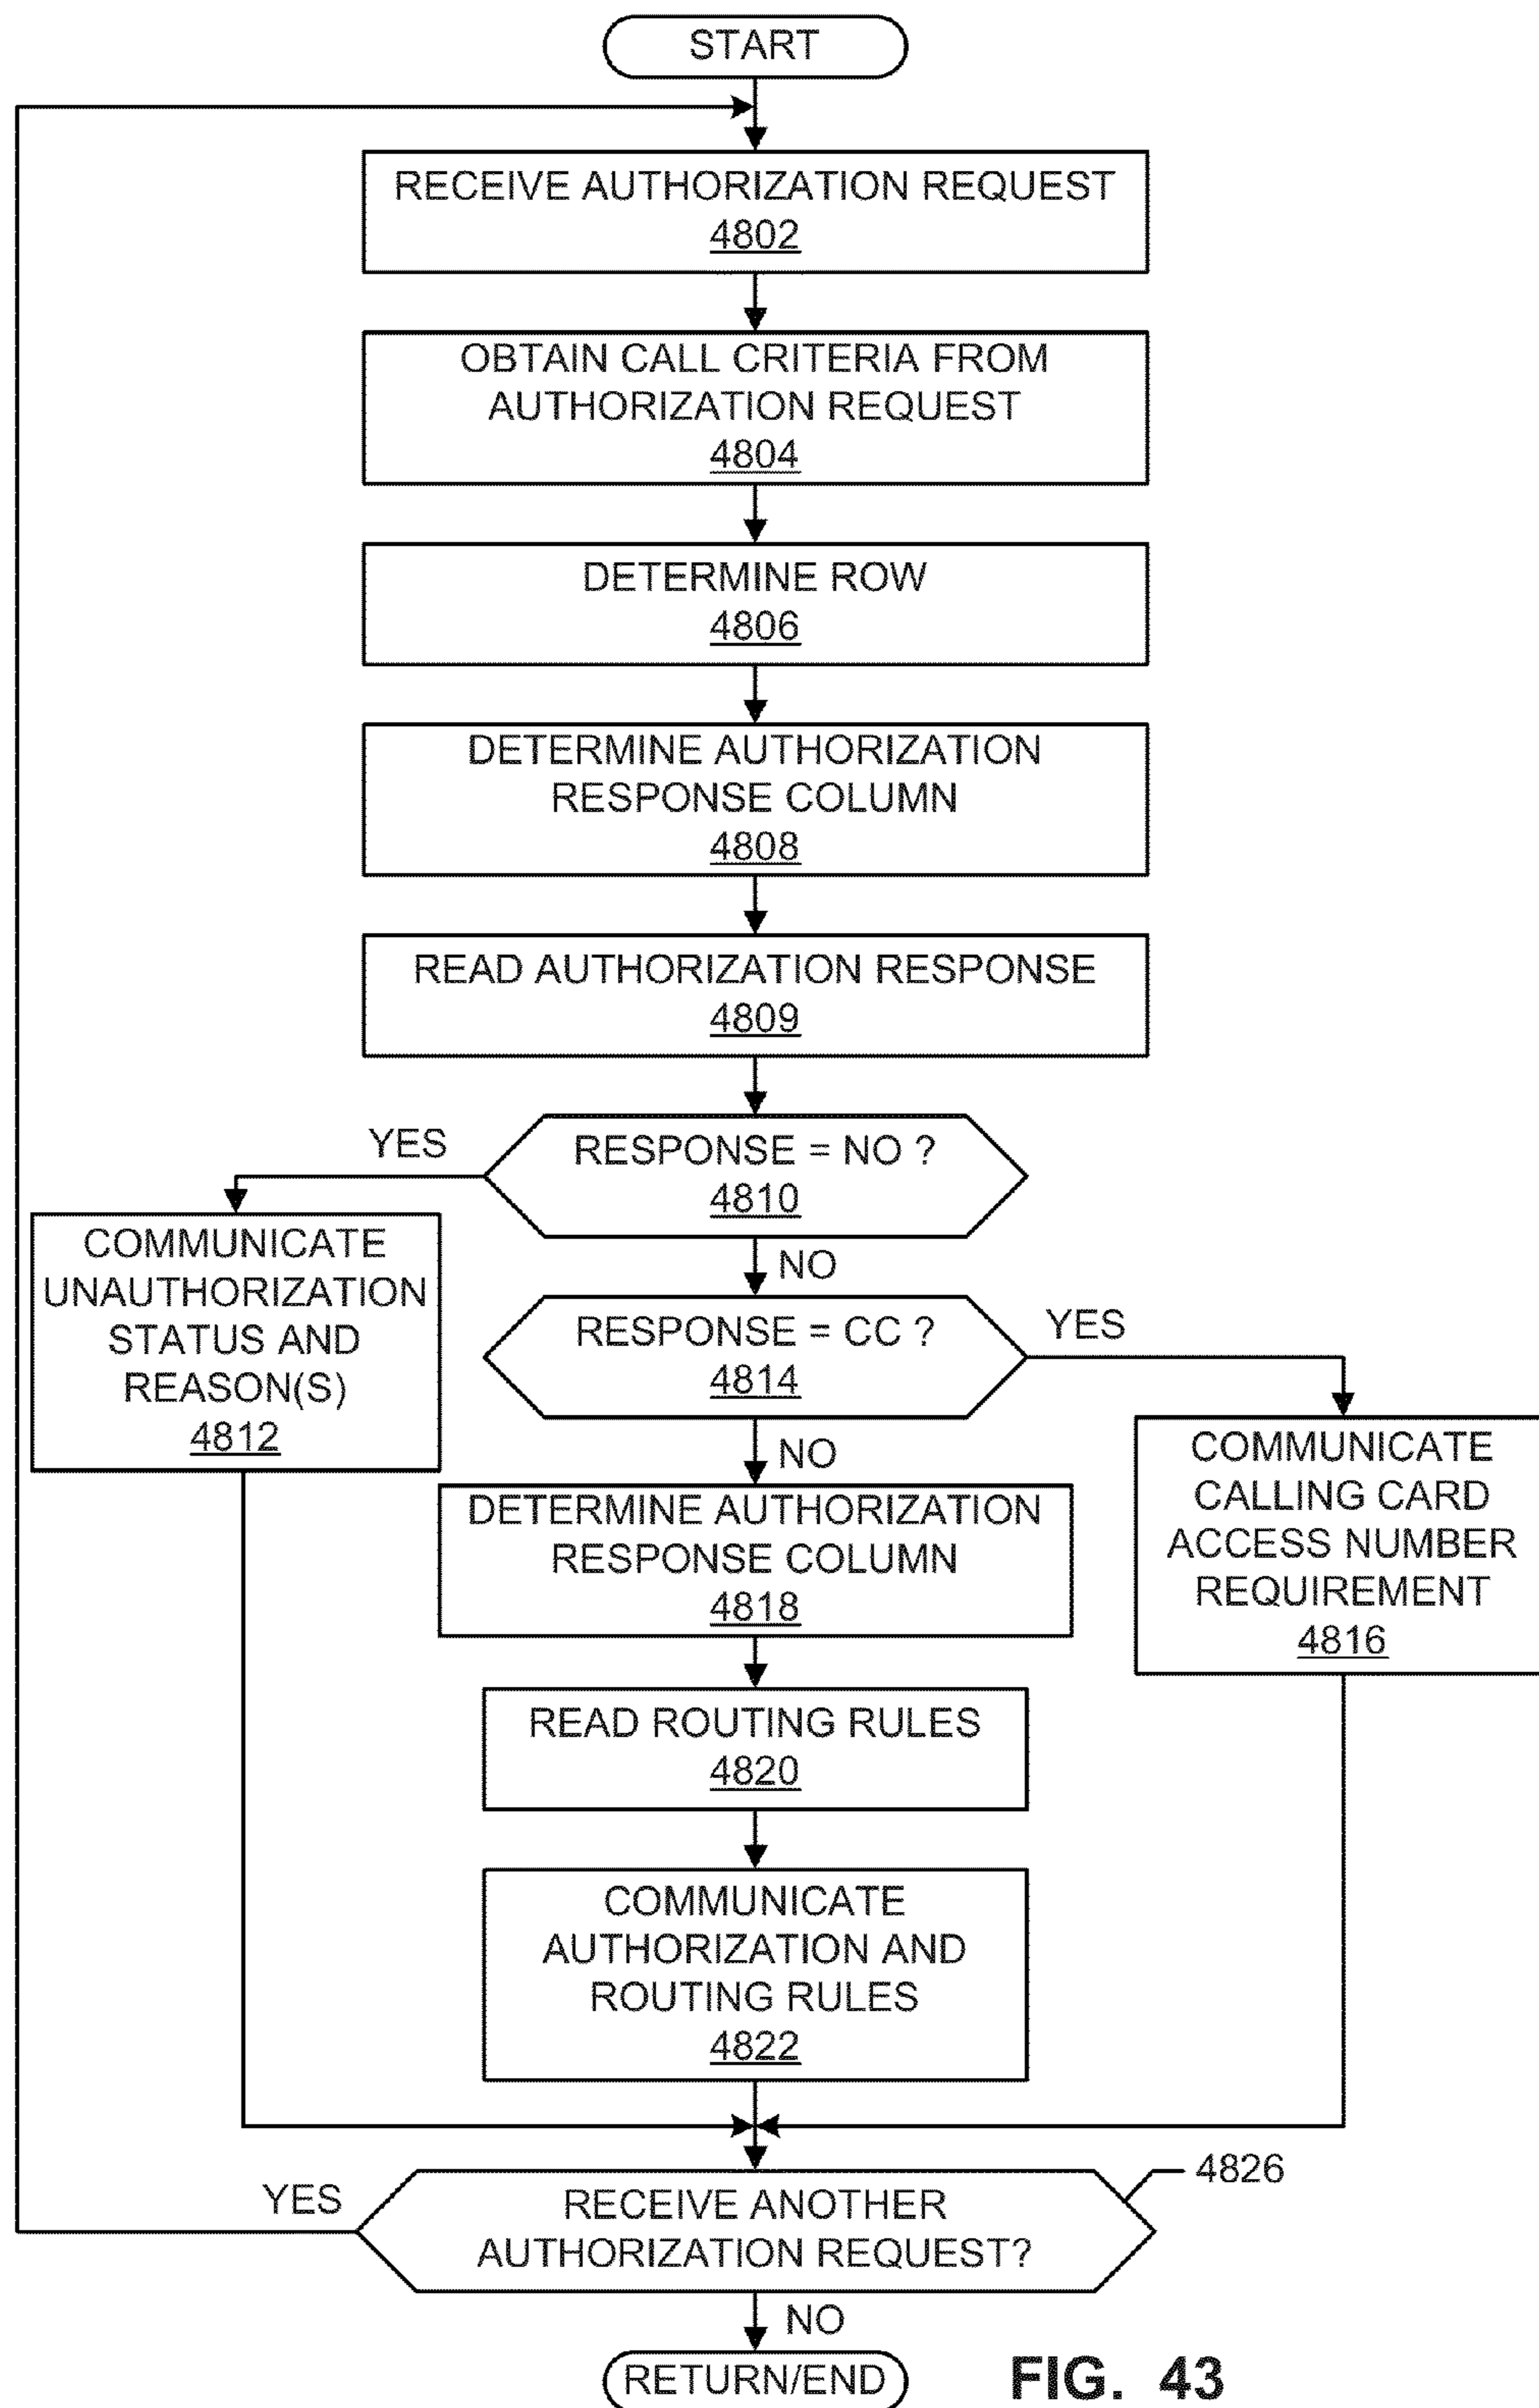 START
RECEIVE AUTHORIZATION REQUEST
4802
OBTAIN CALL CRITERIA FROM
AUTHORIZATION REQUEST
4804
DETERMINE ROW
4806
DETERMINE AUTHORIZATION
RESPONSE COLUMN
4808
READ AUTHORIZATION RESPONSE
4809
YES
RESPONSE = NO ?
4810
COMMUNICATE
UNAUTHORIZATION
STATUS AND
REASON(S)
4812
NO
RESPONSE = CC ?
4814
YES
COMMUNICATE
CALLING CARD
ACCESS NUMBER
REQUIREMENT
4816
NO
DETERMINE AUTHORIZATION
RESPONSE COLUMN
4818
READ ROUTING RULES
4820
COMMUNICATE
AUTHORIZATION AND
ROUTING RULES
4822
4826
YES
RECEIVE ANOTHER
AUTHORIZATION REQUEST?
NO
RETURN/END
FIG. 43